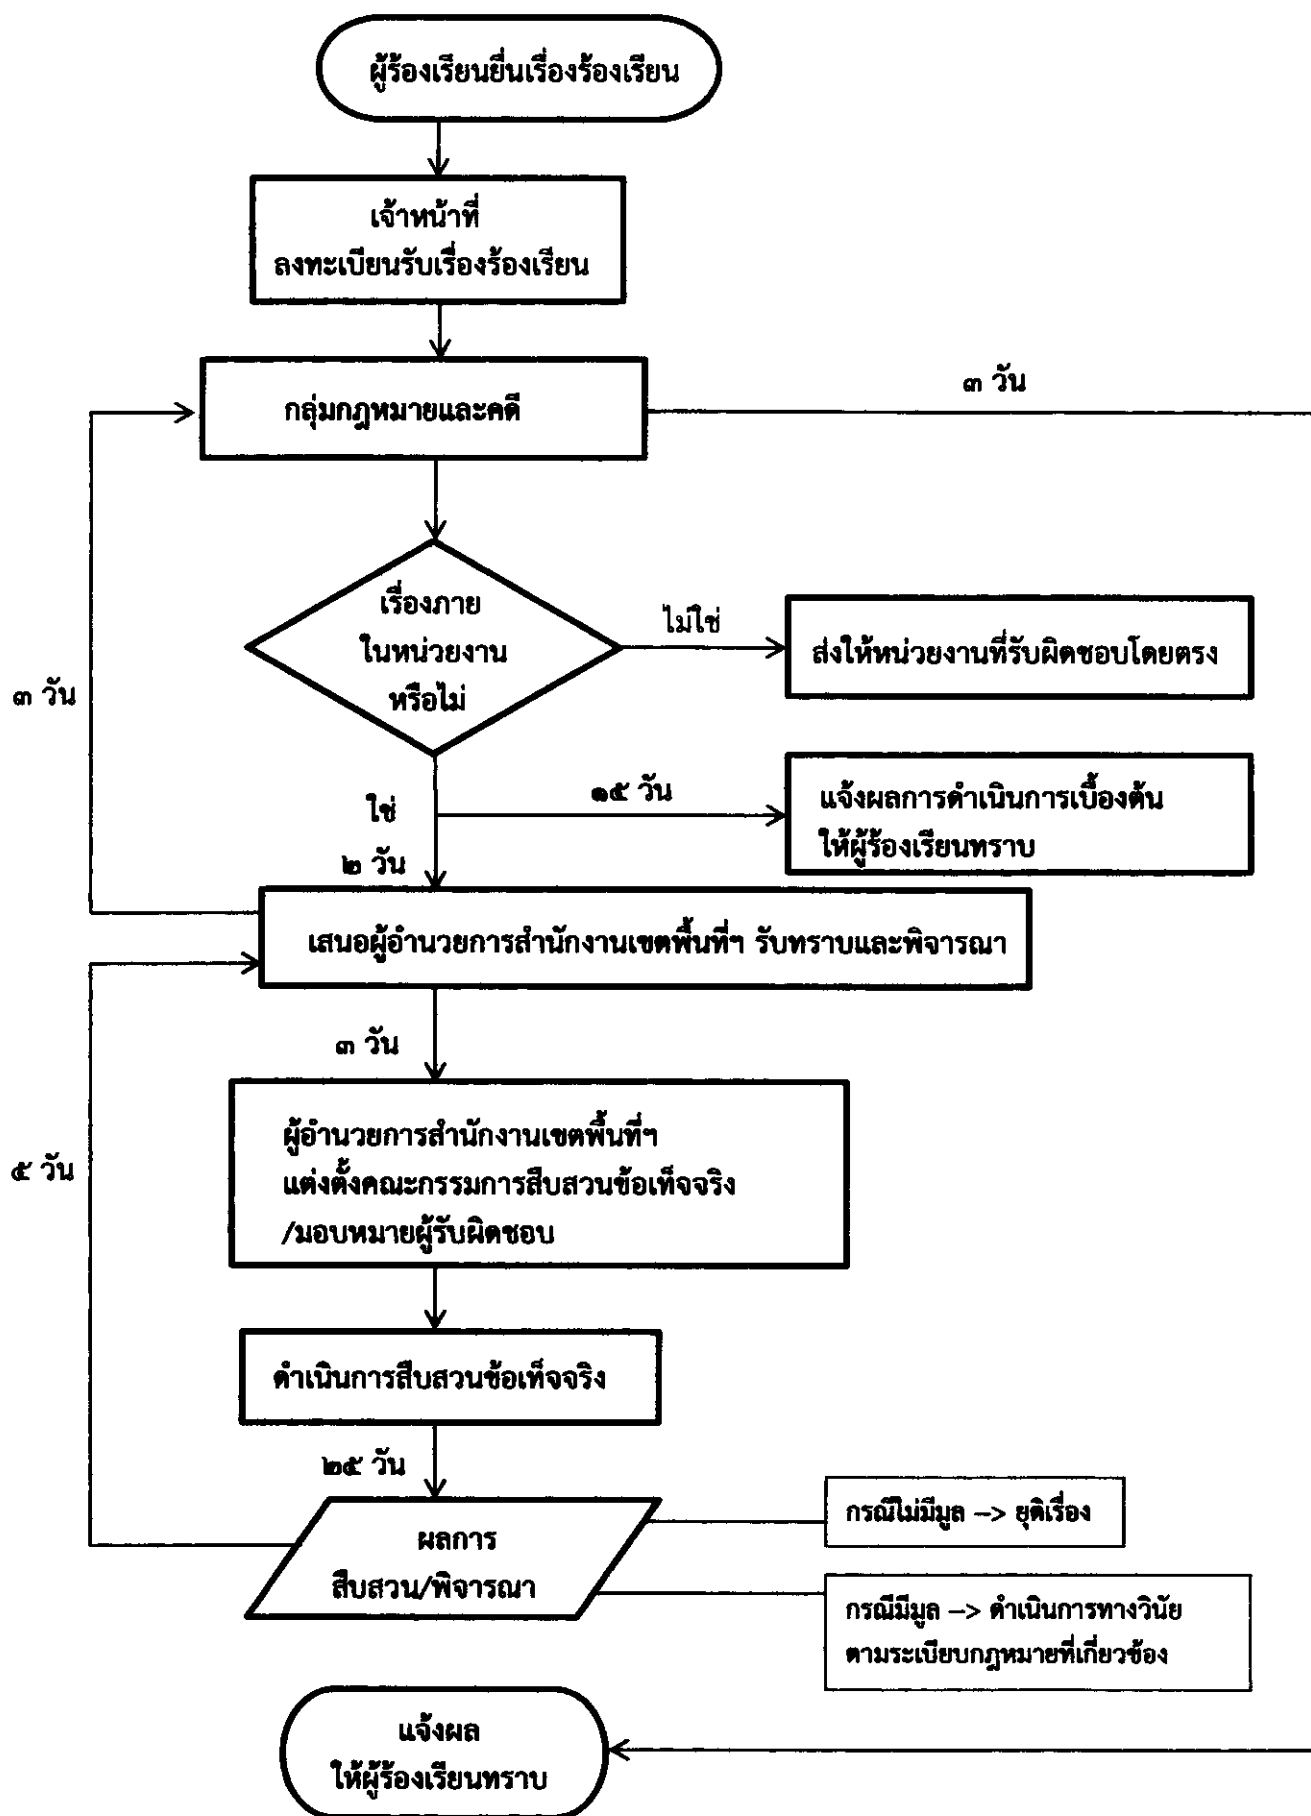 ผู้ร้องเรียนยื่นเรื่องร้องเรียน
เจ้าหน้าที่
ลงทะเบียนรับเรื่องร้องเรียน
กลุ่มกฎหมายและคดี
๓ วัน
เรื่องภาย
ในหน่วยงาน
หรือไม่
ไม่ใช่
ส่งให้หน่วยงานที่รับผิดชอบโดยตรง
๓ วัน
๑๕ วัน
แจ้งผลการดำเนินการเบื้องต้น
ให้ผู้ร้องเรียนทราบ
ใช่
๒ วัน
เสนอผู้อำนวยการสำนักงานเขตพื้นที่ฯ รับทราบและพิจารณา
๓ วัน
ผู้อำนวยการสำนักงานเขตพื้นที่ฯ
แต่งตั้งคณะกรรมการสืบสวนข้อเท็จจริง
/มอบหมายผู้รับผิดชอบ
๕ วัน
ดำเนินการสืบสวนข้อเท็จจริง
๒๕ วัน
ผลการ
สืบสวน/พิจารณา
กรณีไม่มีมูล –> ยุติเรื่อง
กรณีมีมูล –> ดำเนินการทางวินัย
ตามระเบียบกฎหมายที่เกี่ยวข้อง
แจ้งผล
ให้ผู้ร้องเรียนทราบ